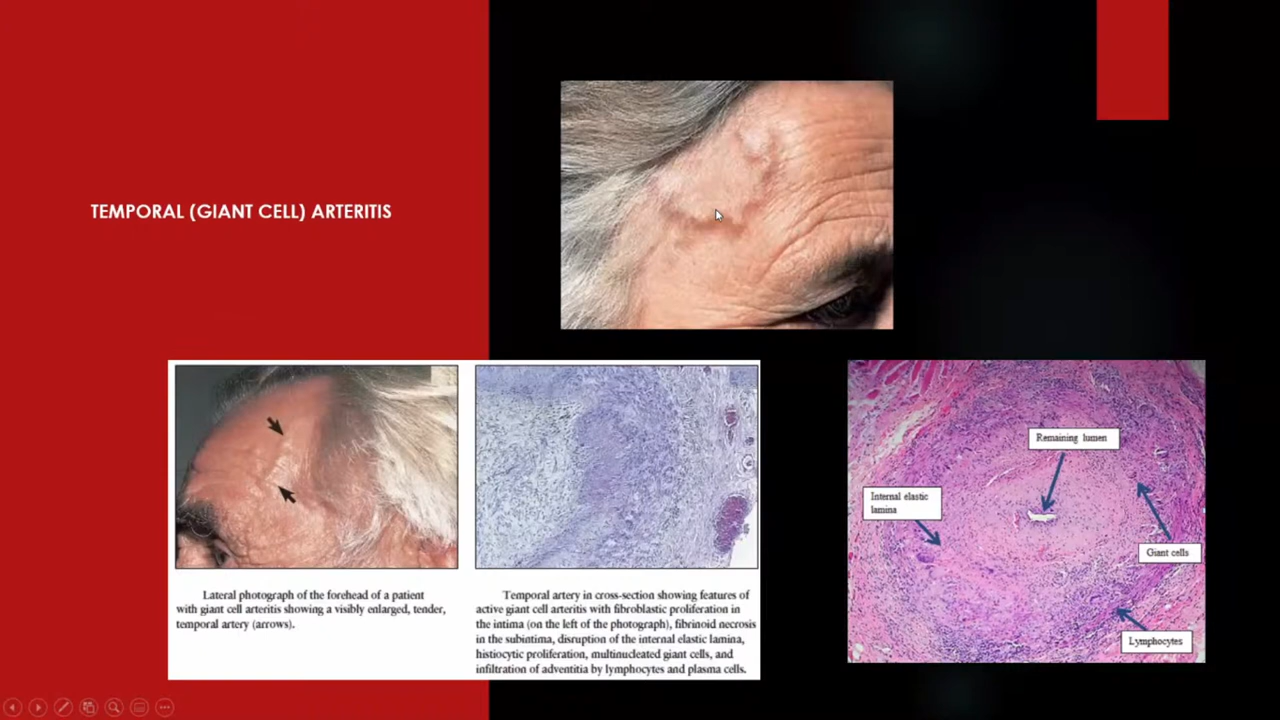 TEMPORAL (GIANT CELL) ARTERITIS
Lateral photograph of the forehead of a patient
with giant cell arteritis showing a visibly enlarged, tender,
temporal artery (arrows).
Temporal artery in cross-section showing features of
active giant cell arteritis with fibroblastic proliferation in
the intima (on the left of the photograph), fibrinoid necrosis
in the subintima, disruption of the internal elastic lamina,
histiocytic proliferation, multinucleated giant cells, and
infiltration of adventitia by lymphocytes and plasma cells.
Remaining lumen
Internal elastic
lamina
Giant cells
Lymphocytes